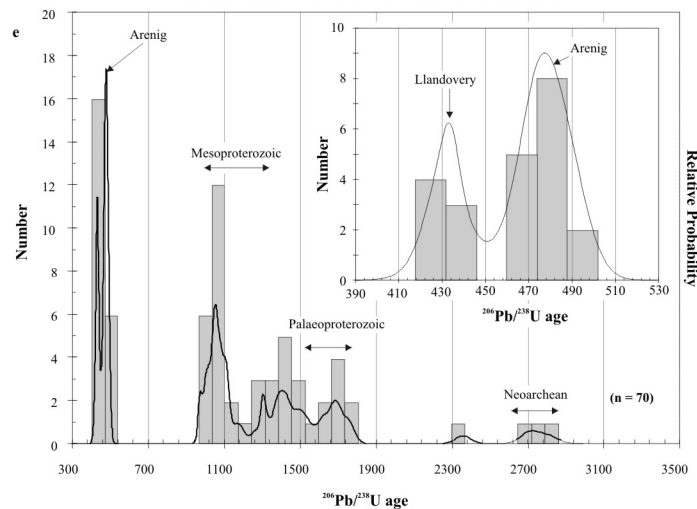 e
Arenig
20
18
16
14
12
10
8
6
4
2
0
Number
Mesoproterozoic
Palaeoproterozoic
Neoarchean
(n = 70)
300 700 1100 1500 1900 2300 2700 3100 3500
²⁰⁶Pb/²³⁸U age
Relative Probability
10
8
6
4
2
0
Number
Llandovery
Arenig
390 410 430 450 470 490 510 530
²⁰⁶Pb/²³⁸U age